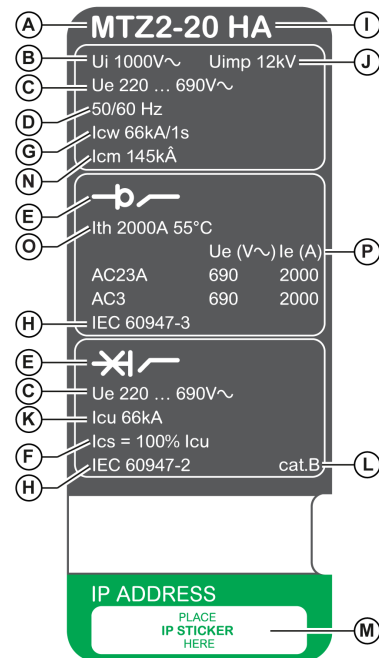 A MTZ2-20 HA I
B Ui 1000V~ Uimp 12kV J
C Ue 220 ... 690V~
D 50/60 Hz
G Icw 66kA/1s
N Icm 145kÂ
E
O Ith 2000A 55°C
Ue (V~) Ie (A) P
AC23A 690 2000
AC3 690 2000
H IEC 60947-3
E
C Ue 220 ... 690V~
K Icu 66kA
F Ics = 100% Icu
H IEC 60947-2 cat.B L
IP ADDRESS
PLACE
IP STICKER M
HERE